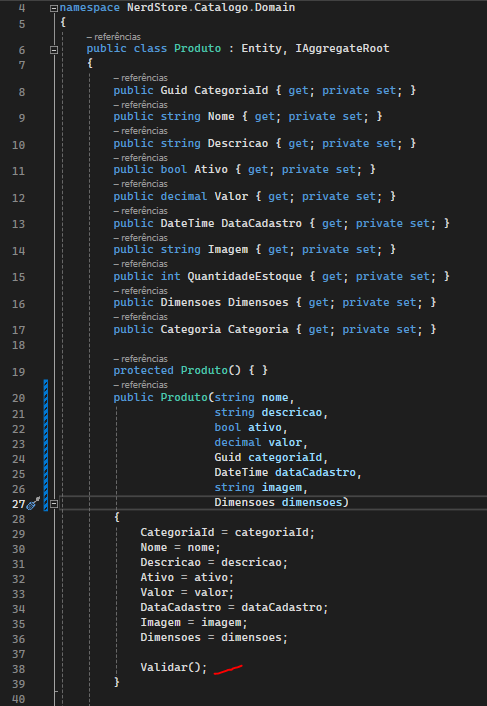 4 namespace NerdStore.Catalogo.Domain
5 {
– referências
6 public class Produto : Entity, IAggregateRoot
7 {
– referências
8 public Guid CategoriaId { get; private set; }
– referências
9 public string Nome { get; private set; }
– referências
10 public string Descricao { get; private set; }
– referências
11 public bool Ativo { get; private set; }
– referências
12 public decimal Valor { get; private set; }
– referências
13 public DateTime DataCadastro { get; private set; }
– referências
14 public string Imagem { get; private set; }
– referências
15 public int QuantidadeEstoque { get; private set; }
– referências
16 public Dimensoes Dimensoes { get; private set; }
– referências
17 public Categoria Categoria { get; private set; }
18
– referências
19 protected Produto() { }
– referências
20 public Produto(string nome,
21 string descricao,
22 bool ativo,
23 decimal valor,
24 Guid categoriaId,
25 DateTime dataCadastro,
26 string imagem,
27 Dimensoes dimensoes)
28 {
29 CategoriaId = categoriaId;
30 Nome = nome;
31 Descricao = descricao;
32 Ativo = ativo;
33 Valor = valor;
34 DataCadastro = dataCadastro;
35 Imagem = imagem;
36 Dimensoes = dimensoes;
37
38 Validar();
39 }
40